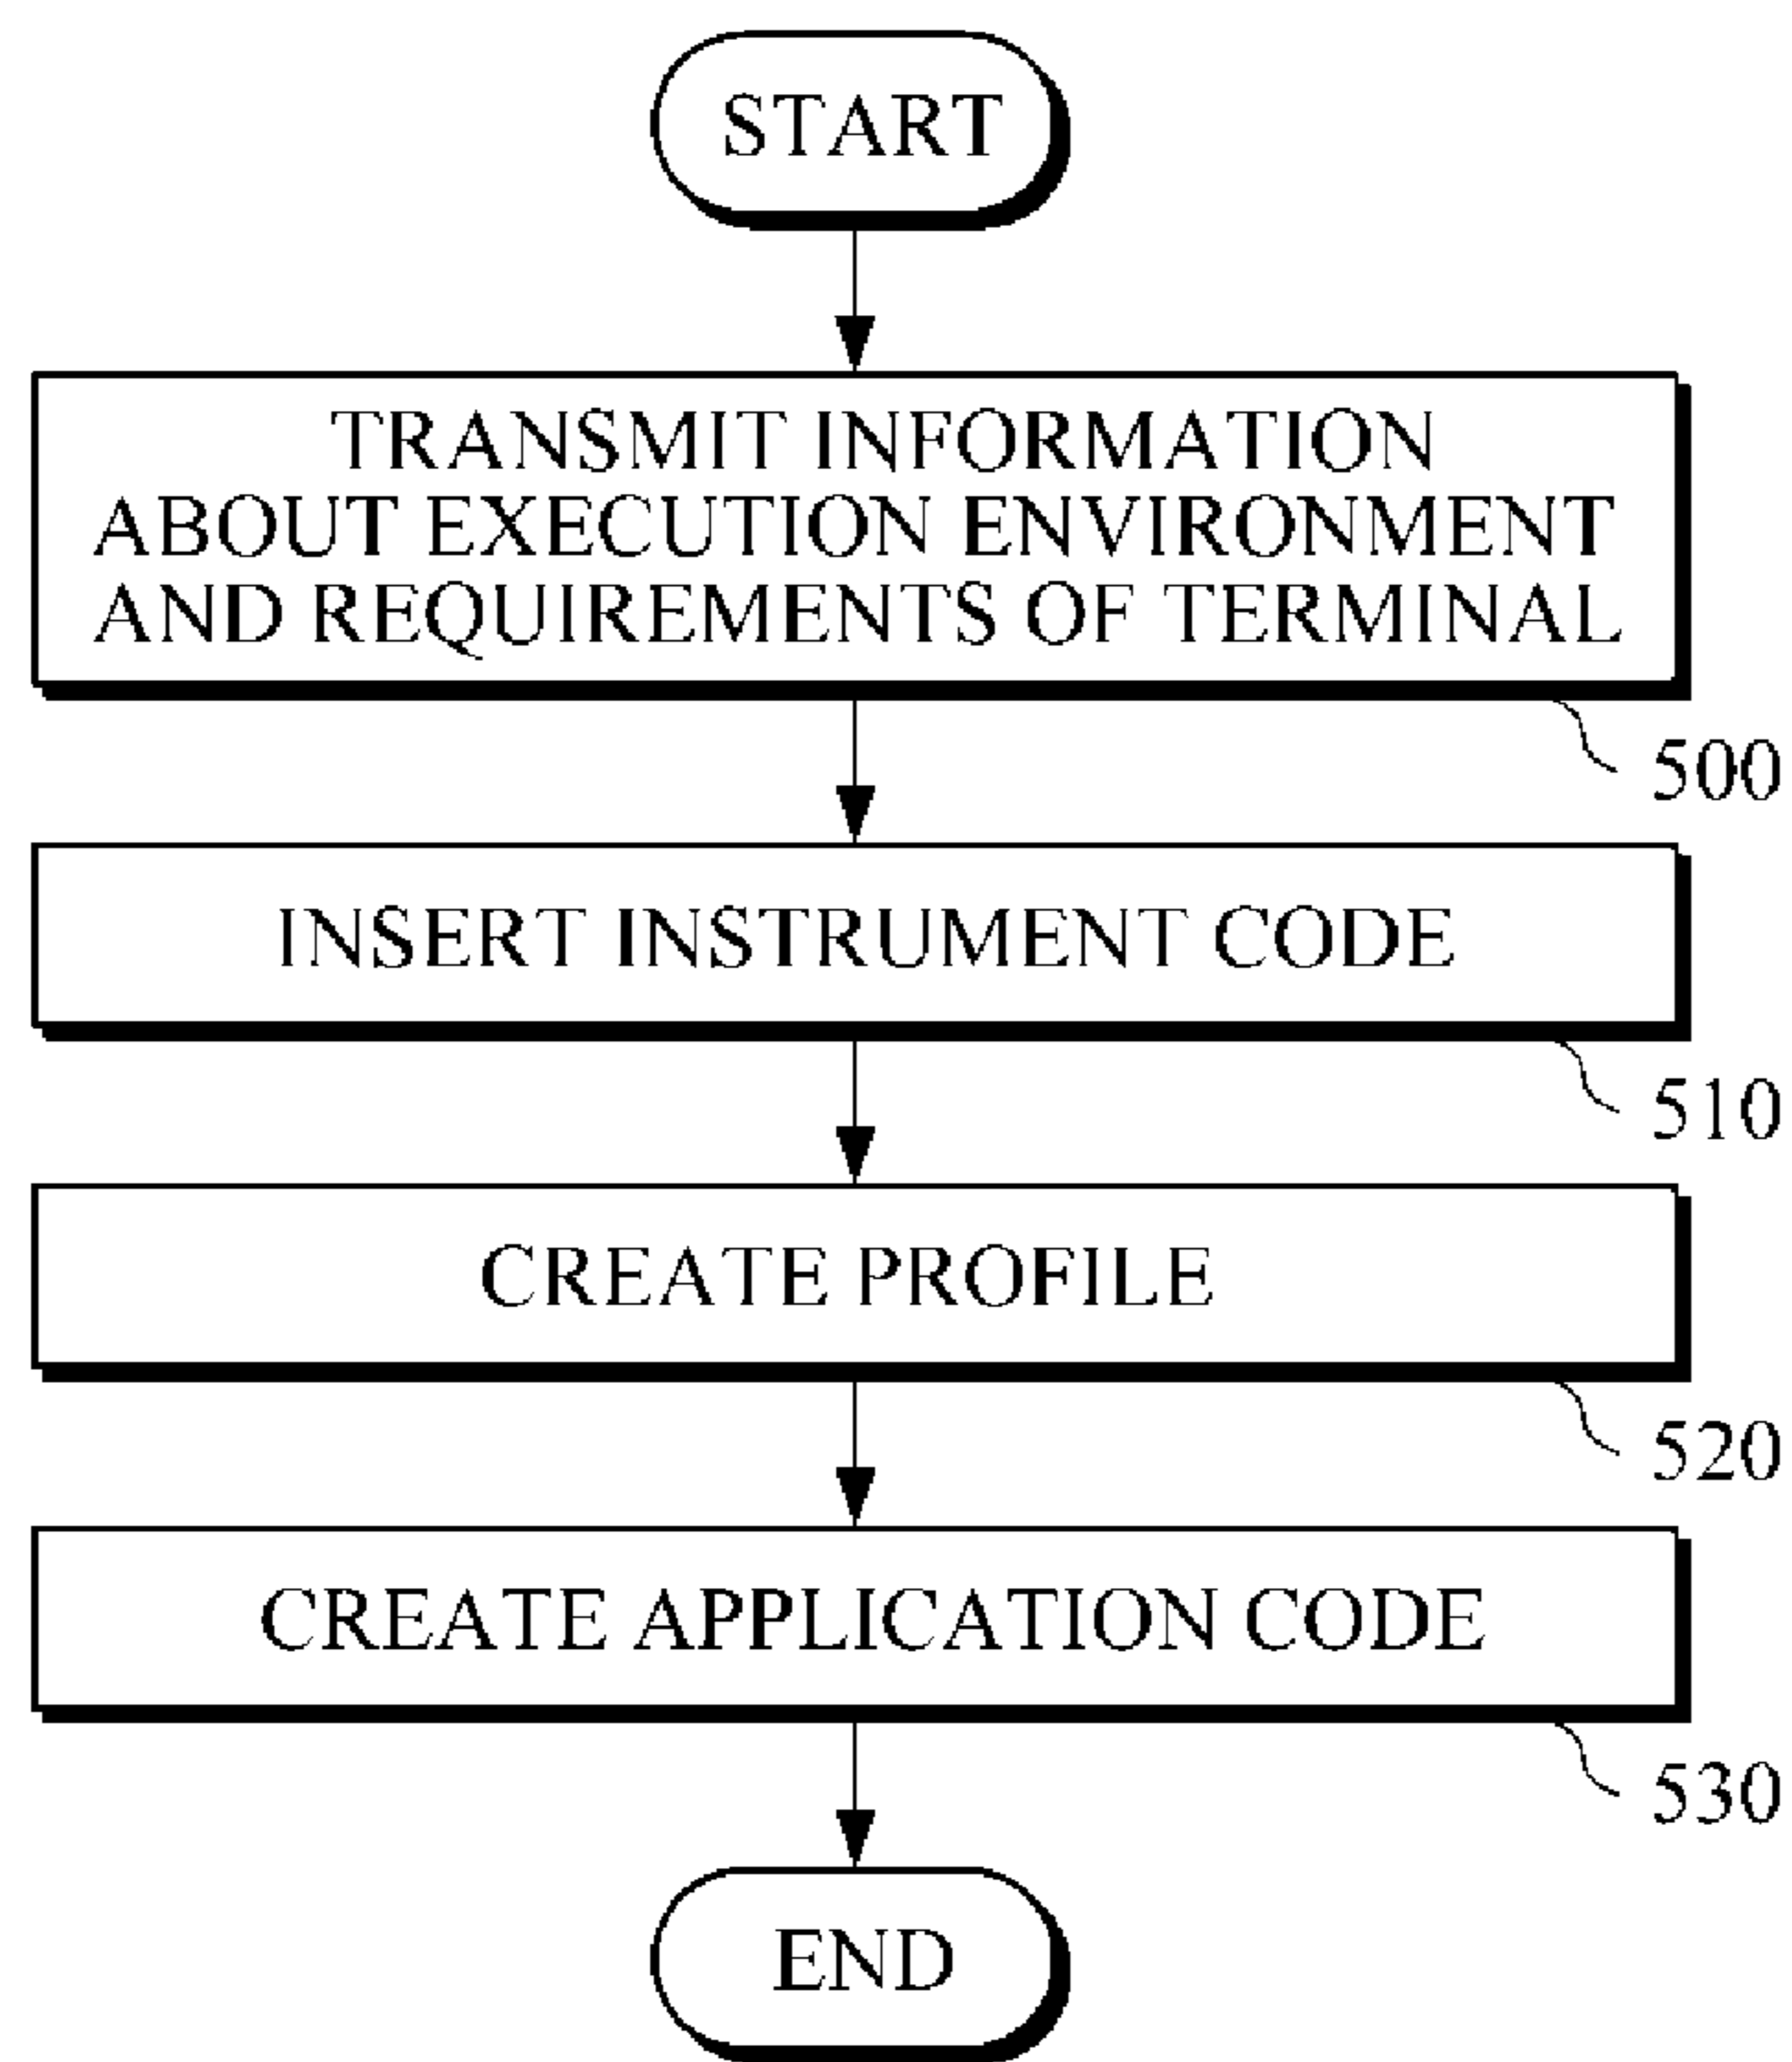 START
TRANSMIT INFORMATION
ABOUT EXECUTION ENVIRONMENT
AND REQUIREMENTS OF TERMINAL
500
INSERT INSTRUMENT CODE
510
CREATE PROFILE
520
CREATE APPLICATION CODE
530
END